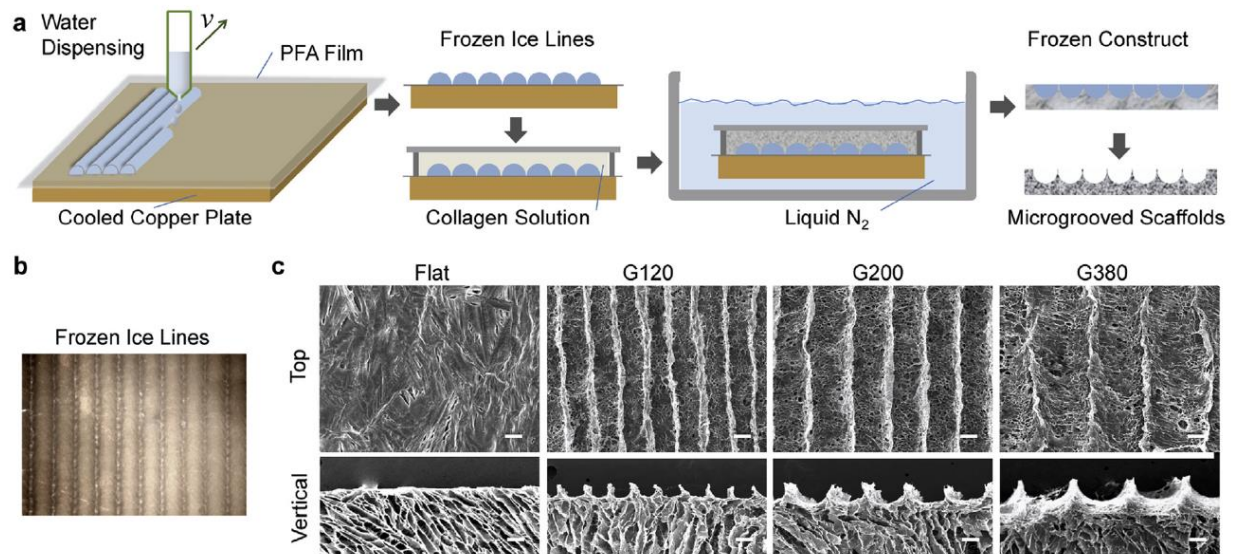 a
Water
Dispensing
v
PFA Film
Cooled Copper Plate
Frozen Ice Lines
Collagen Solution
Liquid N₂
Frozen Construct
Microgrooved Scaffolds
b
Frozen Ice Lines
c
Flat G120 G200 G380
Top
Vertical